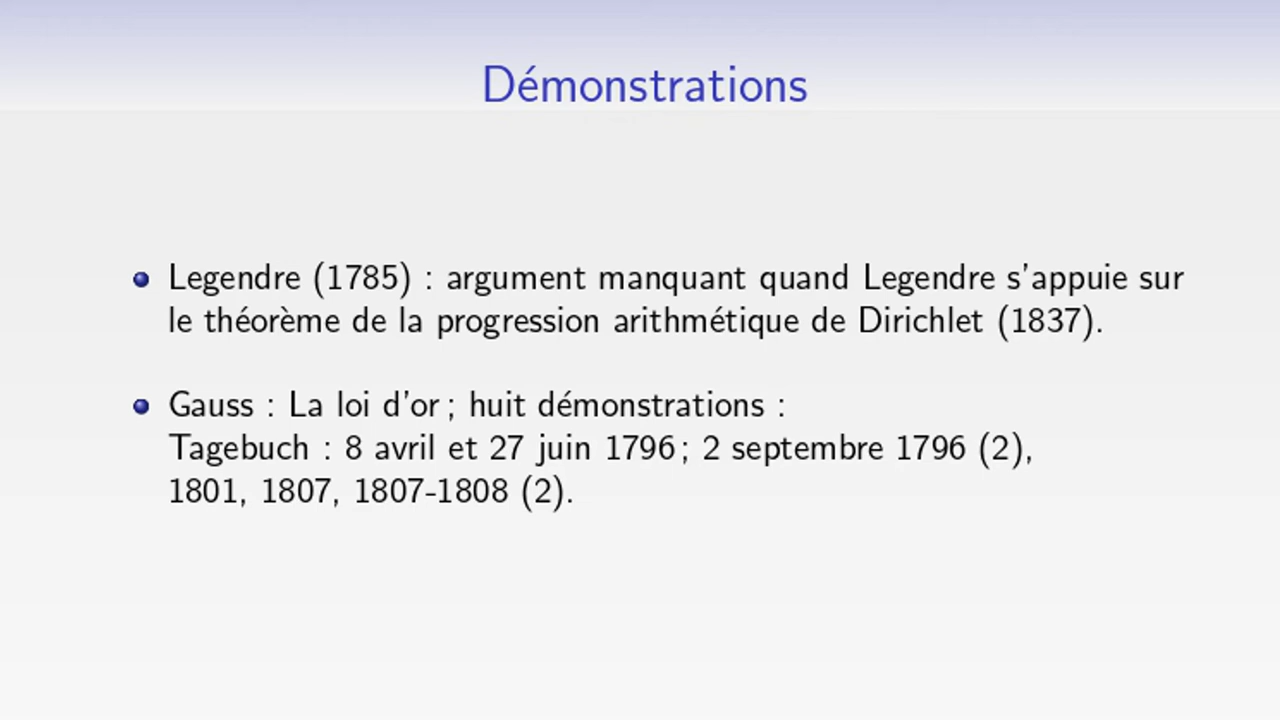 Démonstrations
Legendre (1785) : argument manquant quand Legendre s'appuie sur
le théorème de la progression arithmétique de Dirichlet (1837).
Gauss : La loi d'or ; huit démonstrations :
Tagebuch : 8 avril et 27 juin 1796 ; 2 septembre 1796 (2),
1801, 1807, 1807-1808 (2).